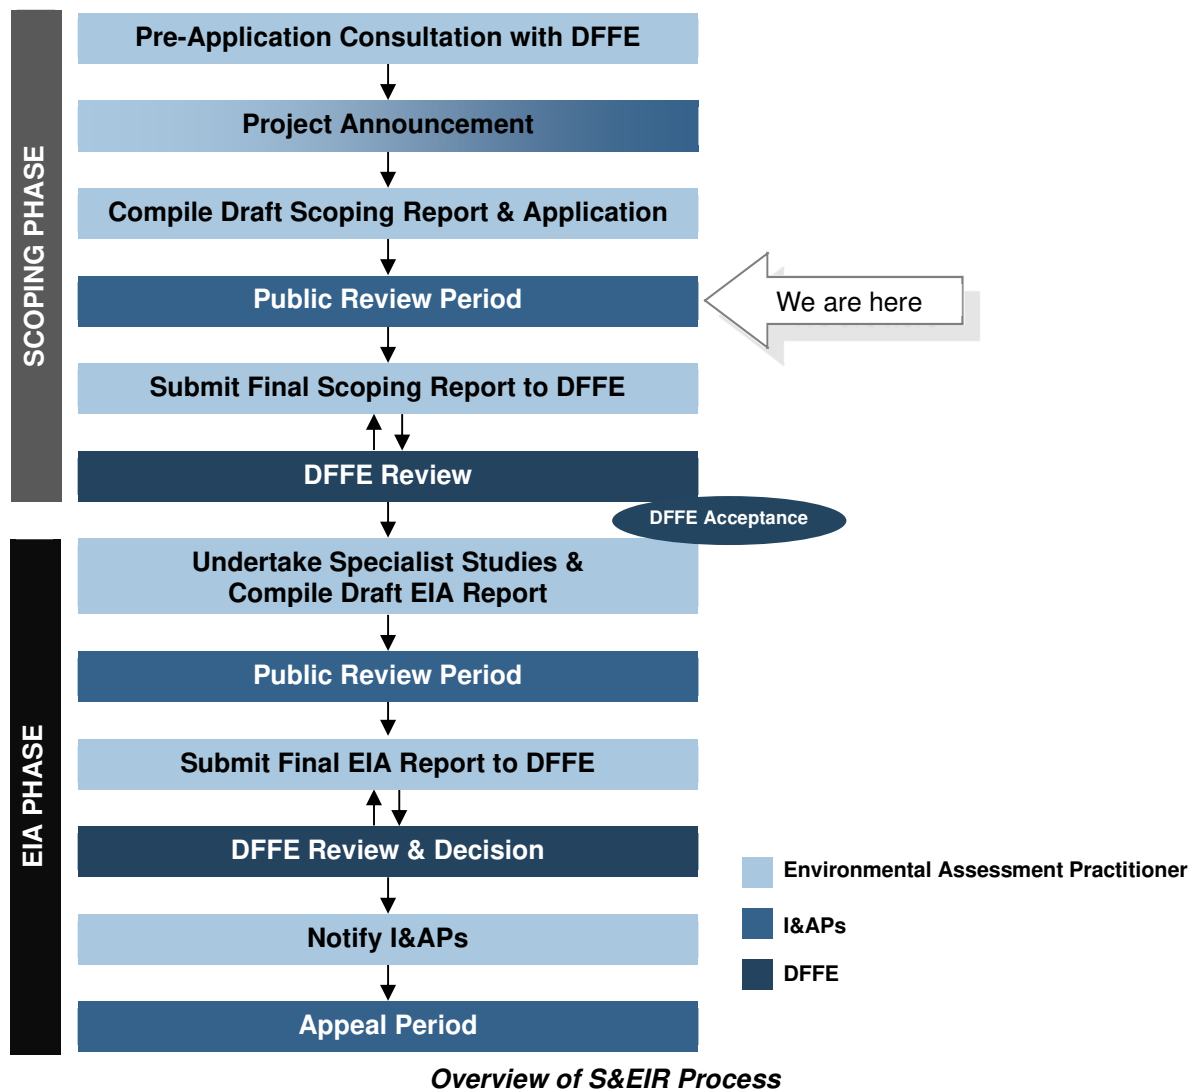 SCOPING PHASE
Pre-Application Consultation with DFFE
Project Announcement
Compile Draft Scoping Report & Application
Public Review Period
We are here
Submit Final Scoping Report to DFFE
DFFE Review
DFFE Acceptance
EIA PHASE
Undertake Specialist Studies &
Compile Draft EIA Report
Public Review Period
Submit Final EIA Report to DFFE
DFFE Review & Decision
Notify I&APs
Appeal Period
Environmental Assessment Practitioner
I&APs
DFFE
Overview of S&EIR Process